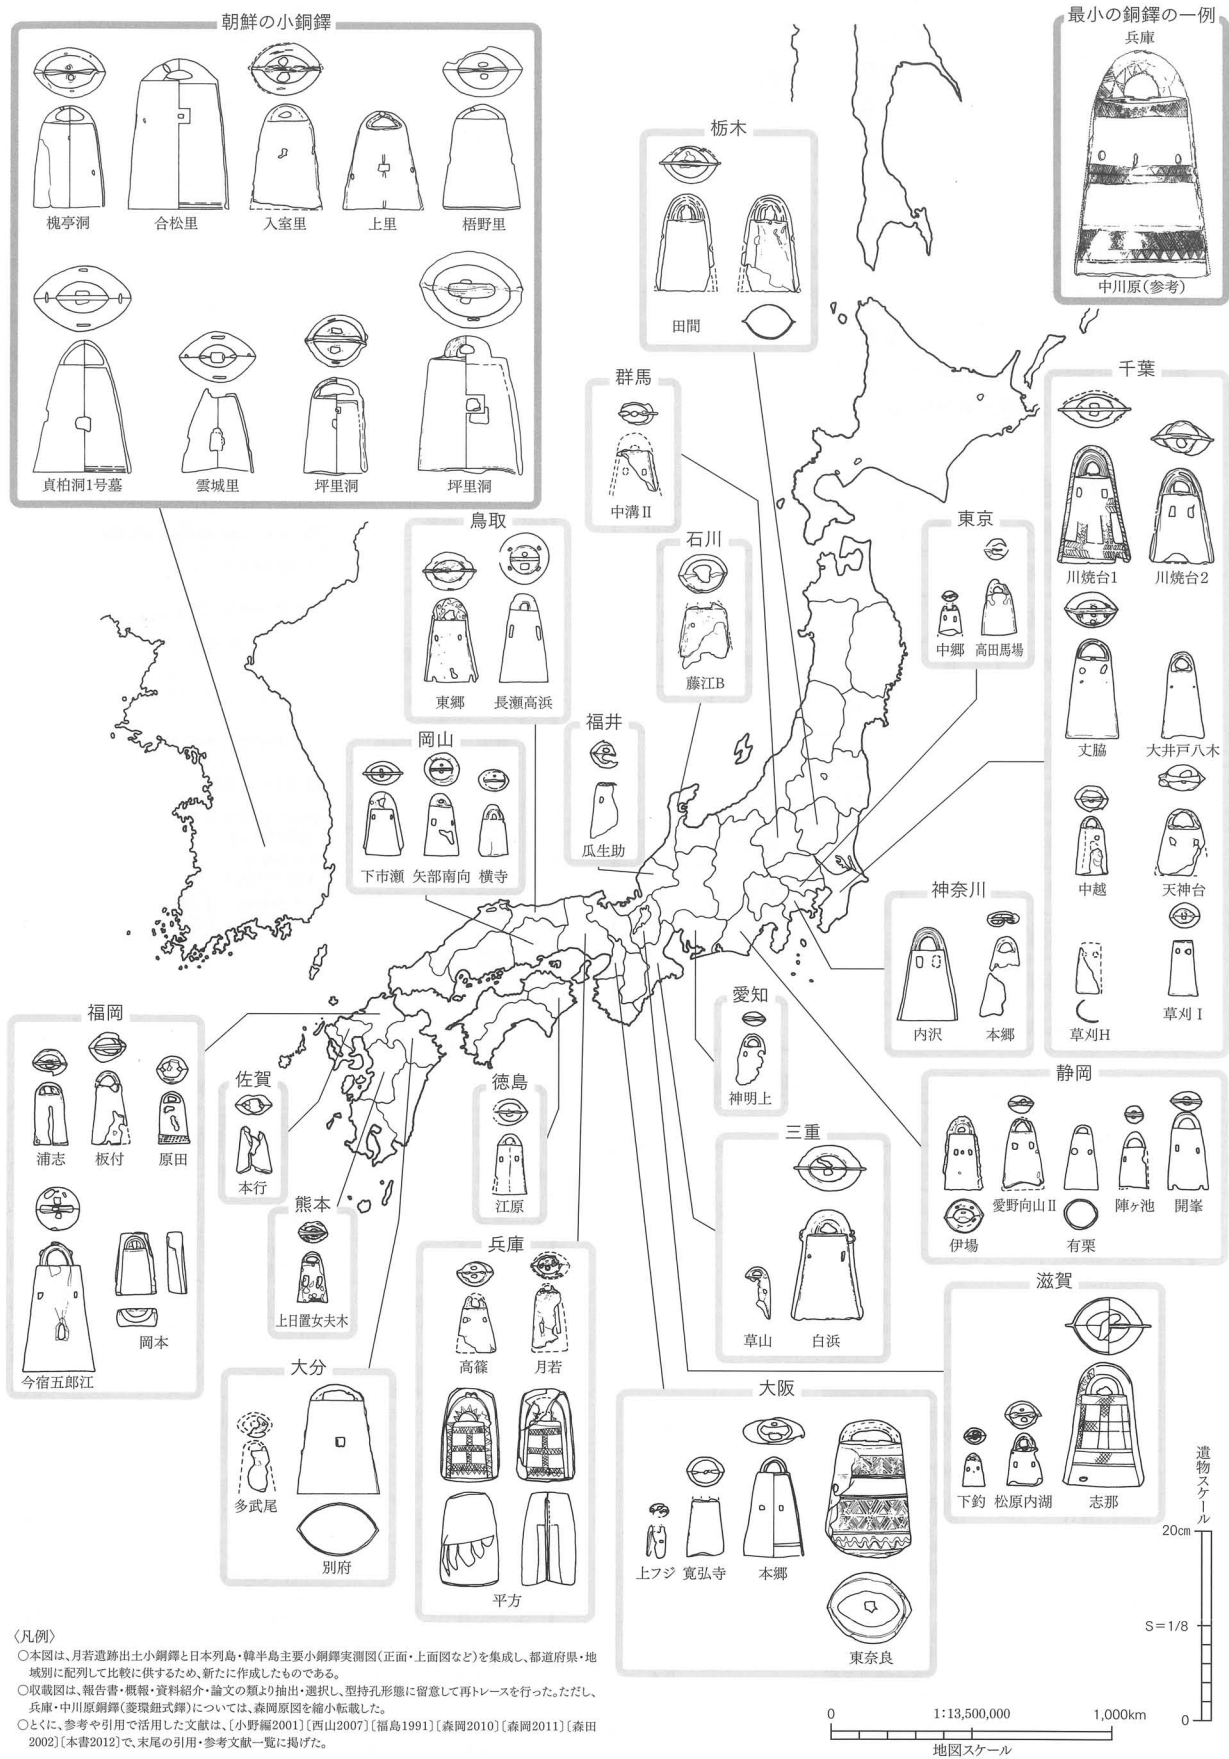 朝鮮の小銅鐸
槐亭洞
合松里
入室里
上里
梧野里
貞柏洞1号墓
雲城里
坪里洞
坪里洞
最小の銅鐸の一例
兵庫
中川原(参考)
栃木
田間
群馬
中溝Ⅱ
千葉
川焼台1
川焼台2
丈脇
大井戸八木
中越
天神台
草刈H
草刈Ⅰ
鳥取
東郷
長瀬高浜
石川
藤江B
東京
中郷
高田馬場
岡山
下市瀬
矢部南向
横寺
福井
瓜生助
神奈川
内沢
本郷
愛知
神明上
福岡
浦志
板付
原田
今宿五郎江
岡本
佐賀
本行
徳島
江原
静岡
伊場
愛野向山Ⅱ
有栗
陣ヶ池
開峯
三重
草山
白浜
熊本
上日置女夫木
兵庫
高篠
月若
平方
滋賀
下釣
松原内湖
志那
大分
多武尾
別府
大阪
上フジ
寛弘寺
本郷
東奈良
遺物スケール
20cm
S=1/8
0
〈凡例〉
○本図は、月若遺跡出土小銅鐸と日本列島・韓半島主要小銅鐸実測図(正面・上面図など)を集成し、都道府県・地
域別に配列して比較に供するため、新たに作成したものである。
○収載図は、報告書・概報・資料紹介・論文の類より抽出・選択し、型持孔形態に留意して再トレースを行った。ただし、
兵庫・中川原銅鐸(菱環鈕式鐸)については、森岡原図を縮小転載した。
○とくに、参考や引用で活用した文献は、[小野編2001][西山2007][福島1991][森岡2010][森岡2011][森田
2002][本書2012]で、末尾の引用・参考文献一覧に掲げた。
0
1:13,500,000
1,000km
地図スケール